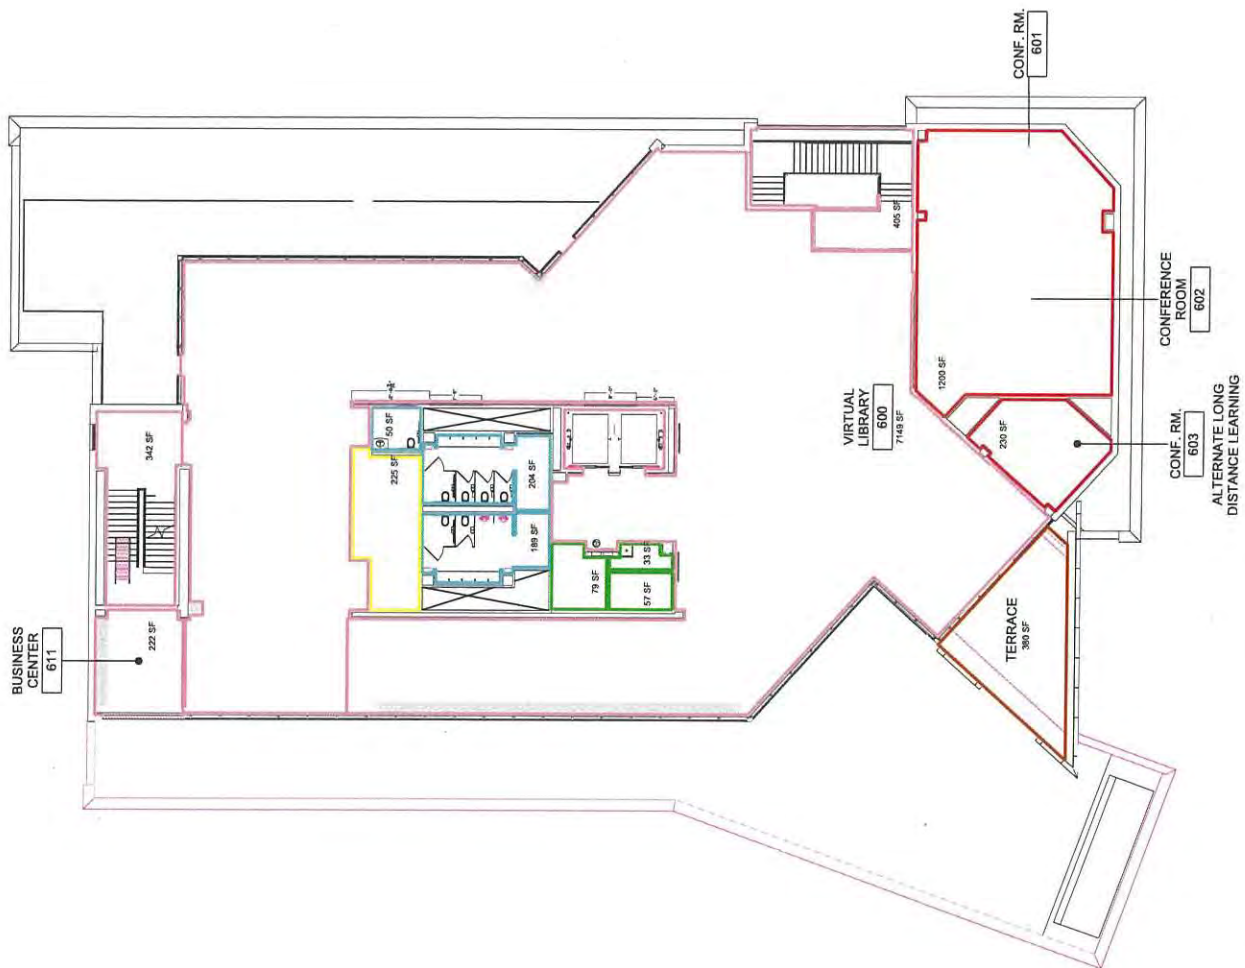 CONF. RM.
601
CONFERENCE
ROOM
602
405 SF
1200 SF
VIRTUAL
LIBRARY
600
7149 SF
230 SF
CONF. RM.
603
ALTERNATE LONG
DISTANCE LEARNING
342 SF
50 SF
225 SF
204 SF
189 SF
79 SF
33 SF
57 SF
BUSINESS
CENTER
611
222 SF
TERRACE
380 SF